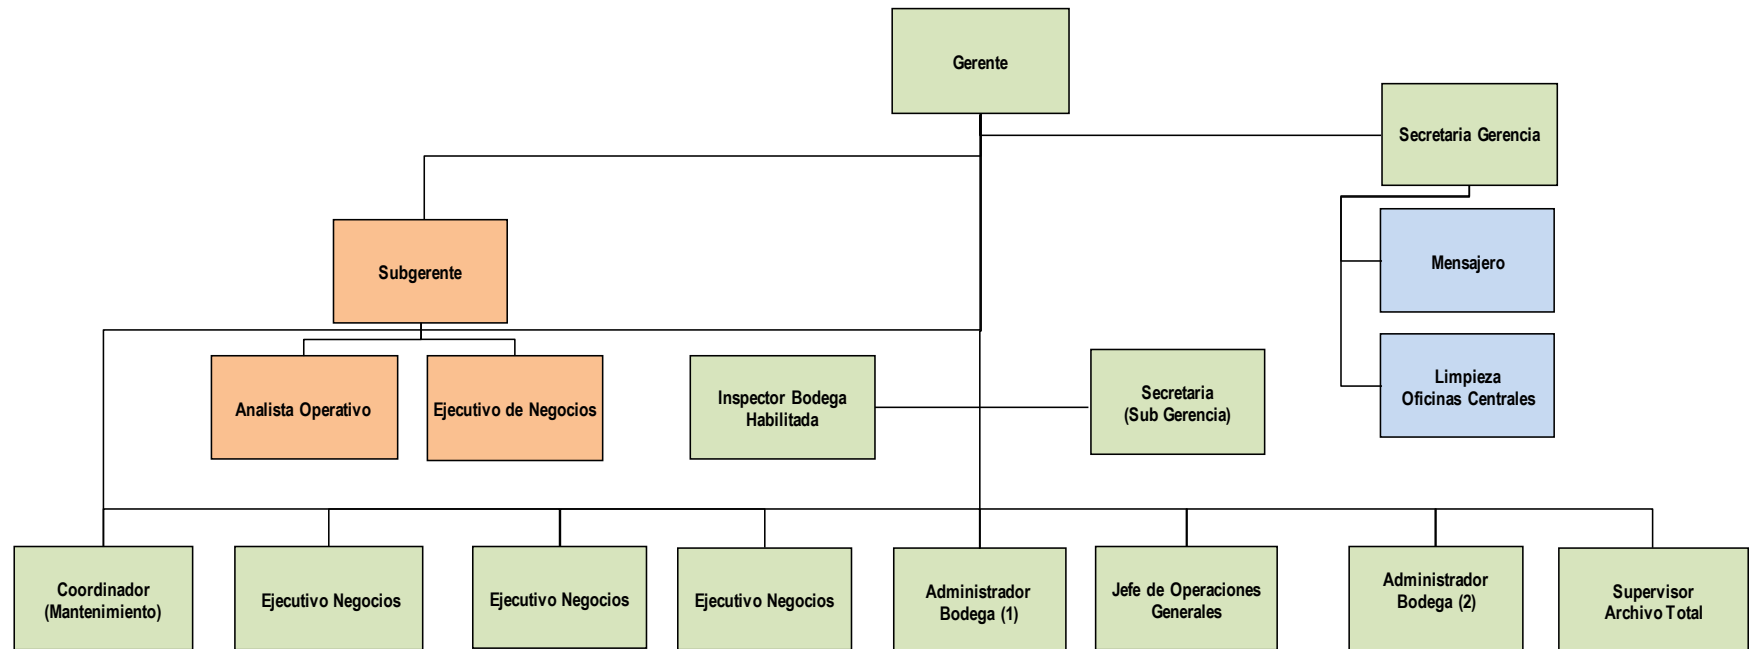 Gerente
Secretaria Gerencia
Subgerente
Mensajero
Analista Operativo
Ejecutivo de Negocios
Inspector Bodega
Habilitada
Secretaria
(Sub Gerencia)
Limpieza
Oficinas Centrales
Coordinador
(Mantenimiento)
Ejecutivo Negocios
Ejecutivo Negocios
Ejecutivo Negocios
Administrador
Bodega (1)
Jefe de Operaciones
Generales
Administrador
Bodega (2)
Supervisor
Archivo Total